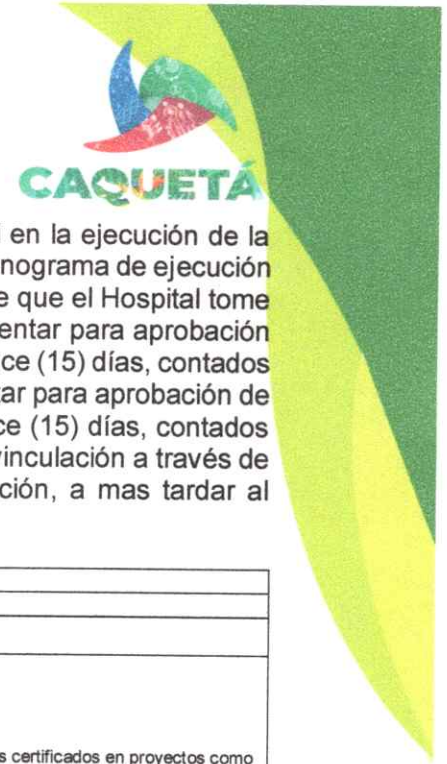 CAQUETÁ
en la ejecución de la
nograma de ejecución
e que el Hospital tome
entar para aprobación
ce (15) días, contados
tar para aprobación de
ce (15) días, contados
vinculación a través de
ción, a mas tardar al
s certificados en proyectos como